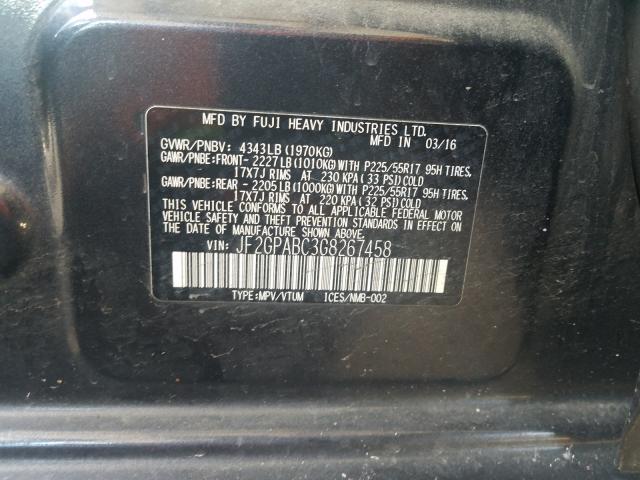 MFD BY FUJI HEAVY INDUSTRIES LTD.
GVWR/PNBV: 4343LB(1970KG) MFD IN 03/16
GAWR/PNBE:FRONT- 2227LB(1010KG)WITH P225/55R17 95H TIRES,
17X7J RIMS AT 230 KPA(33 PSI)COLD
GAWR/PNBE:REAR - 2205LB(1000KG)WITH P225/55R17 95H TIRES,
17X7J RIMS AT 220 KPA(32 PSI)COLD
THIS VEHICLE CONFORMS TO ALL APPLICABLE FEDERAL MOTOR
VEHICLE SAFETY AND THEFT PREVENTION STANDARDS IN EFFECT ON
THE DATE OF MANUFACTURE SHOWN ABOVE.
VIN: JF2GPABC3G8267458
TYPE:MPV/VTUM ICES/NMB-002